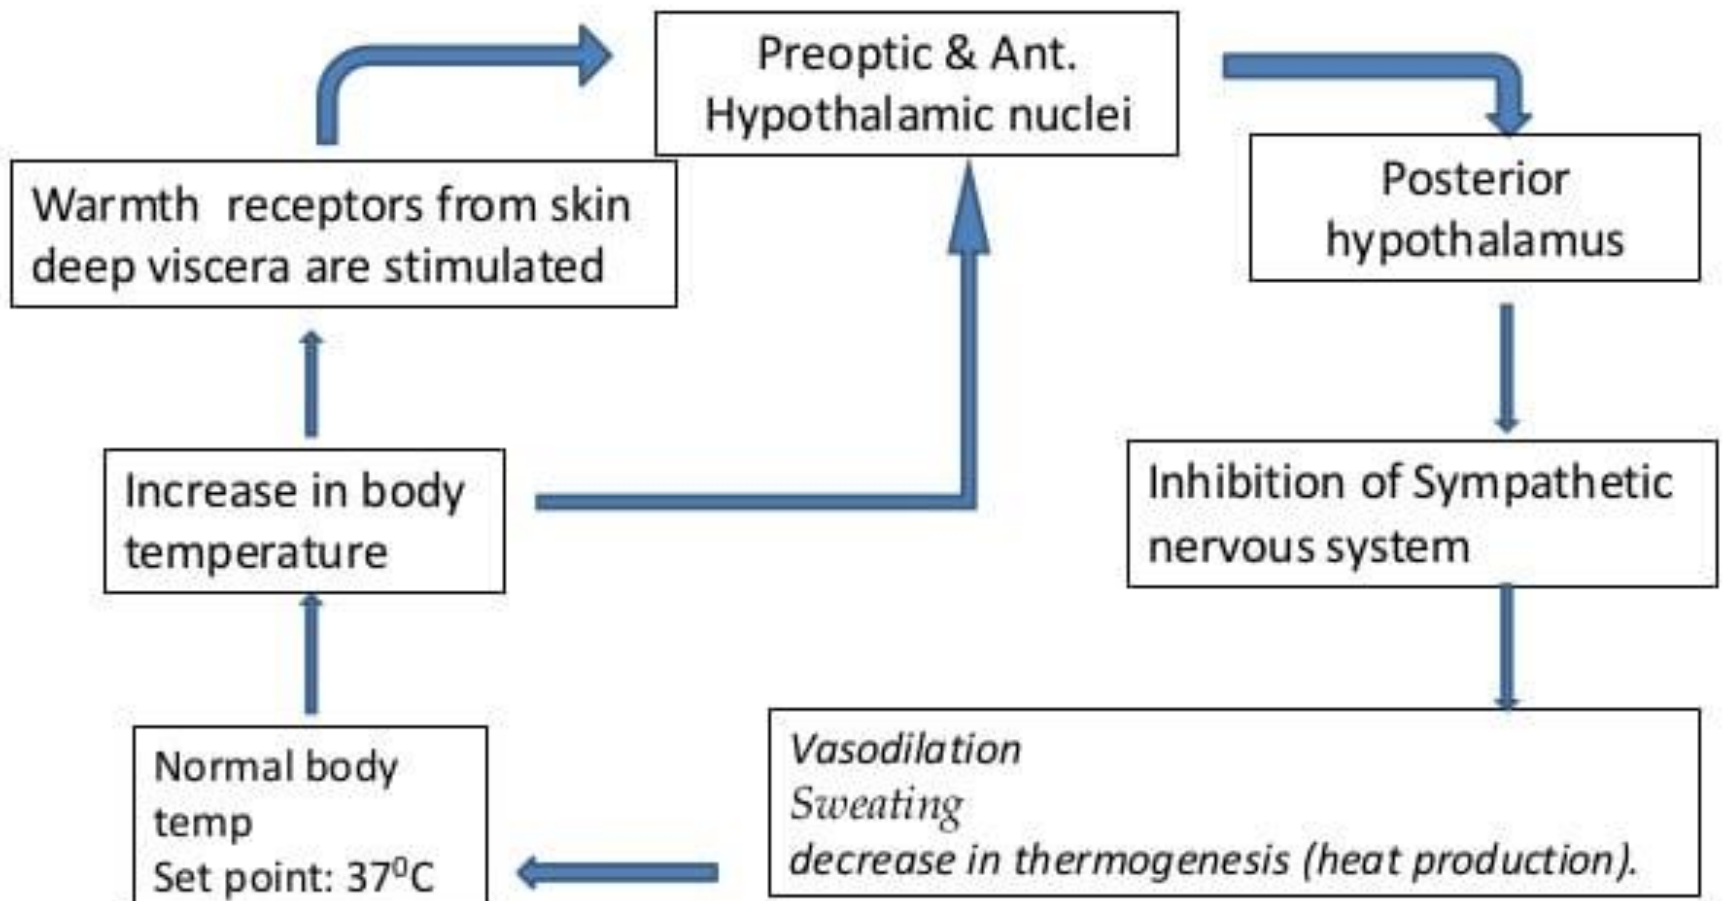 Preoptic & Ant.
Hypothalamic nuclei
Warmth receptors from skin
deep viscera are stimulated
Posterior
hypothalamus
Increase in body
temperature
Inhibition of Sympathetic
nervous system
Normal body
temp
Set point: 37⁰C
Vasodilation
Sweating
decrease in thermogenesis (heat production).